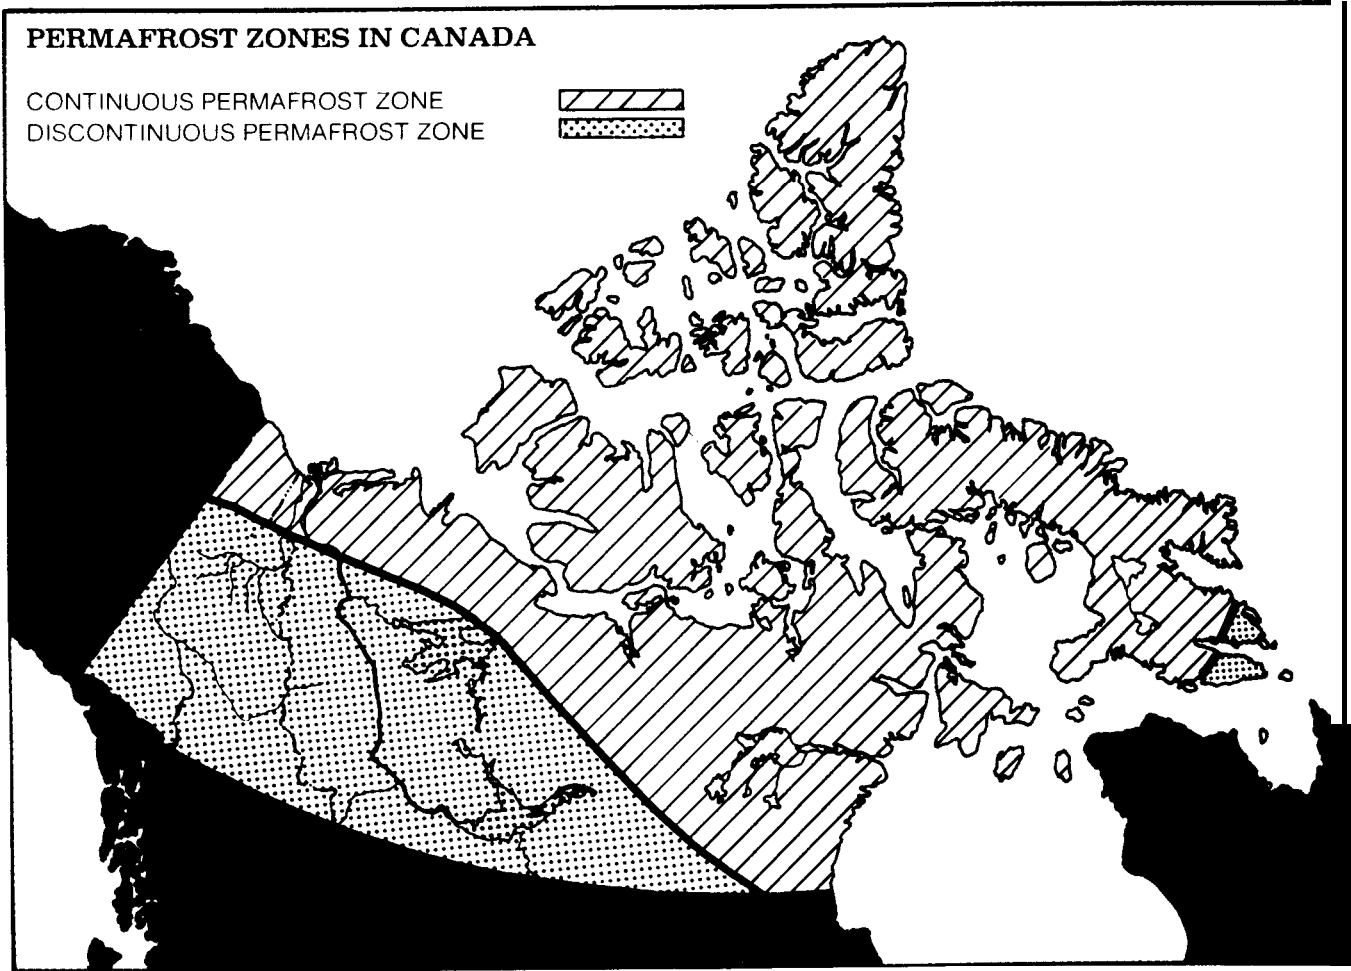 PERMAFROST ZONES IN CANADA
CONTINUOUS PERMAFROST ZONE
DISCONTINUOUS PERMAFROST ZONE